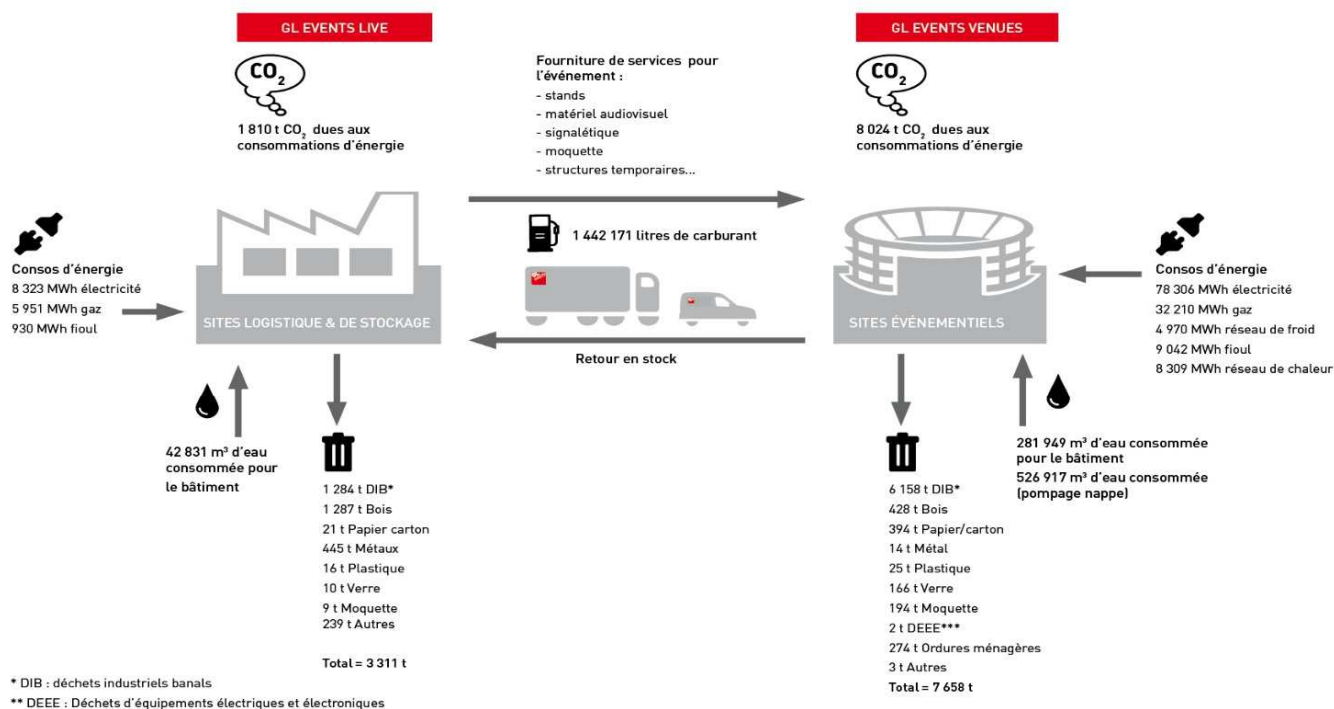 GL EVENTS LIVE
CO2
1 810 t CO2 dues aux
consommations d'énergie
Fourniture de services pour
l'événement :
- stands
- matériel audiovisuel
- signalétique
- moquette
- structures temporaires...
GL EVENTS VENUES
CO2
8 024 t CO2 dues aux
consommations d'énergie
Consos d'énergie
8 323 MWh électricité
5 951 MWh gaz
930 MWh fioul
SITES LOGISTIQUE & DE STOCKAGE
1 442 171 litres de carburant
Retour en stock
SITES ÉVÉNEMENTIELS
Consos d'énergie
78 306 MWh électricité
32 210 MWh gaz
4 970 MWh réseau de froid
9 042 MWh fioul
8 309 MWh réseau de chaleur
42 831 m³ d'eau
consommée pour
le bâtiment
1 284 t DIB*
1 287 t Bois
21 t Papier carton
445 t Métaux
16 t Plastique
10 t Verre
9 t Moquette
239 t Autres
Total = 3 311 t
6 158 t DIB*
428 t Bois
394 t Papier/carton
14 t Métal
25 t Plastique
166 t Verre
194 t Moquette
2 t DEEE***
274 t Ordures ménagères
3 t Autres
Total = 7 658 t
281 949 m³ d'eau consommée
pour le bâtiment
526 917 m³ d'eau consommée
(pompage nappe)
* DIB : déchets industriels banals
** DEEE : Déchets d'équipements électriques et électroniques